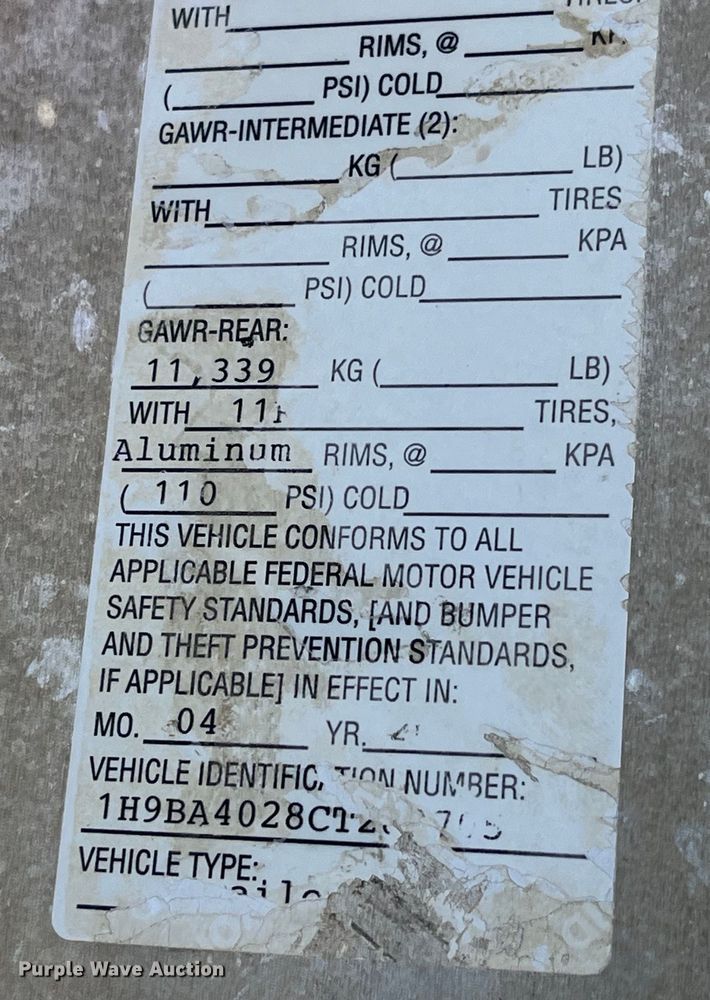 WITH
RIMS, @
( PSI) COLD
GAWR-INTERMEDIATE (2):
KG ( LB)
WITH TIRES
RIMS, @ KPA
( PSI) COLD
GAWR-REAR:
11,339 KG ( LB)
WITH TIRES,
Aluminum RIMS, @ KPA
( 110 PSI) COLD
THIS VEHICLE CONFORMS TO ALL
APPLICABLE FEDERAL MOTOR VEHICLE
SAFETY STANDARDS, [AND BUMPER
AND THEFT PREVENTION STANDARDS,
IF APPLICABLE] IN EFFECT IN:
MO. 04 YR.
VEHICLE IDENTIFICATION NUMBER:
VEHICLE TYPE:
Purple Wave Auction